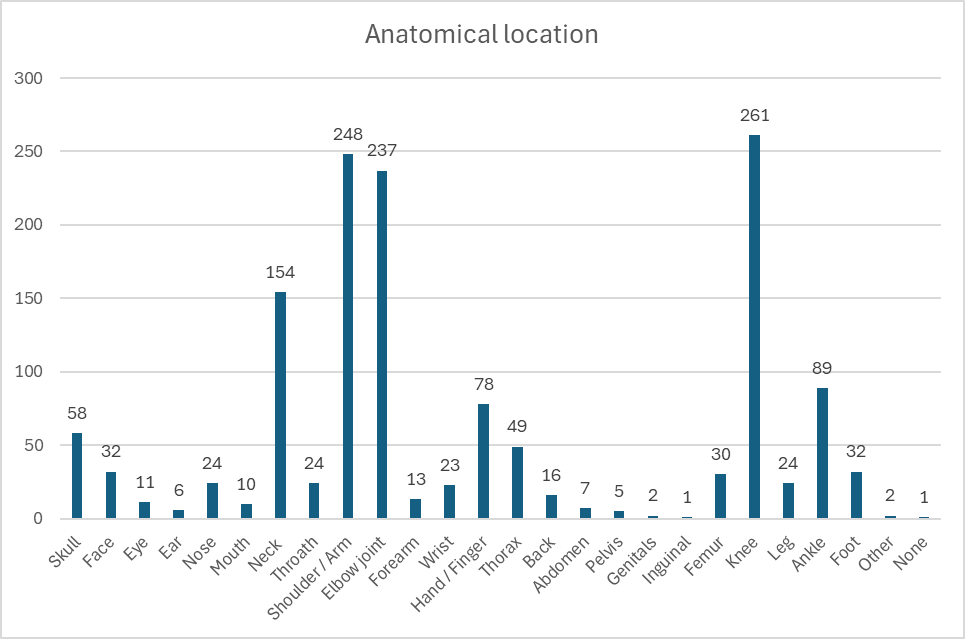 Anatomical location
300
250
200
150
100
50
0
58
32
11
6
24
10
154
24
248
237
13
23
78
49
16
7
5
2
1
30
261
24
89
32
2
1
Skull
Face
Eye
Ear
Nose
Mouth
Neck
Throath
Shoulder / Arm
Elbow joint
Forearm
Wrist
Hand / Finger
Thorax
Back
Abdomen
Pelvis
Genitals
Inguinal
Femur
Knee
Leg
Ankle
Foot
Other
None